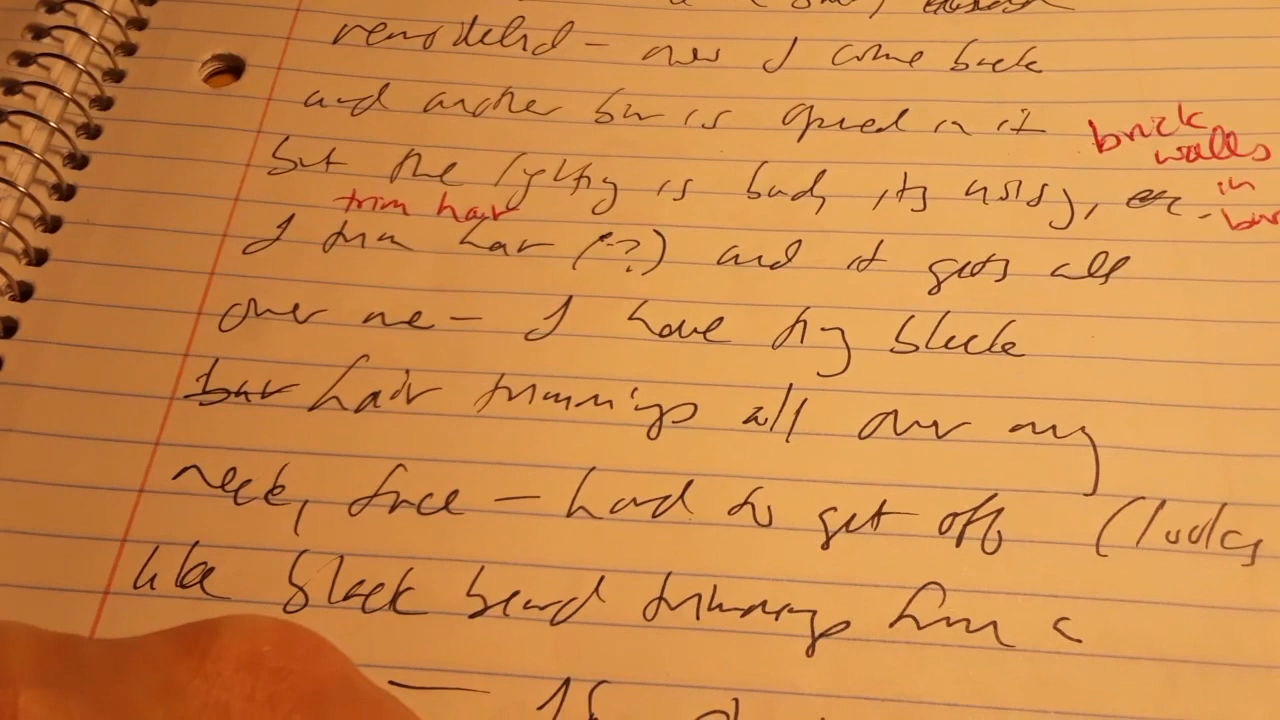 remodeled - now I come back
and another bar is opened in it
brick walls in bar
but the lighting is bad, its noisy, etc.
trim hair
I trim hair (?) and it gets all
over me - I have tiny black
bar hair trimmings all over my
neck, face - hard to get off (looks
like black beard trimmings from a